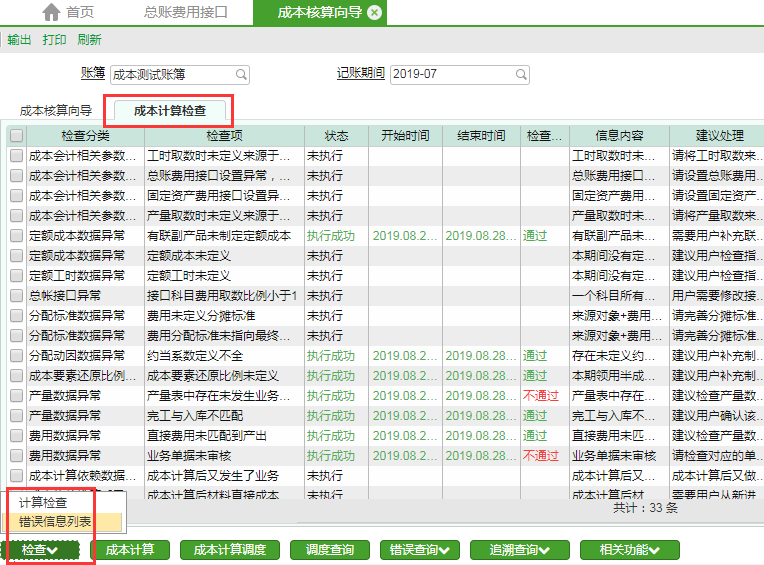 首页 总账费用接口 成本核算向导
输出 打印 刷新
账簿 成本测试账簿 记账期间 2019-07
成本核算向导 成本计算检查
检查分类 检查项 状态 开始时间 结束时间 检查... 信息内容 建议处理
成本会计相关参数... 工时取数时未定义来源于... 未执行 工时取数时未... 请将工时取数来...
成本会计相关参数... 总账费用接口设置异常，... 未执行 总账费用接口... 请设置总账费用...
成本会计相关参数... 固定资产费用接口设置异... 未执行 固定资产费用... 请设置固定资产...
成本会计相关参数... 产量取数时未定义来源于... 未执行 产量取数时未... 请将产量取数来...
定额成本数据异常 有联副产品未制定定额成本 执行成功 2019.08.2... 2019.08.28... 通过 有联副产品未... 需要用户补充联...
定额成本数据异常 定额成本未定义 未执行 本期间没有定... 建议用户检查指...
定额工时数据异常 定额工时未定义 未执行 本期间没有定... 建议用户检查指...
总帐接口异常 接口科目费用取数比例小于1 未执行 一个科目所有... 用户需要修改接...
分配标准数据异常 费用未定义分摊标准 未执行 来源对象+费用... 请完善分摊标准...
分配标准数据异常 费用分配标准未指向最终... 未执行 来源对象+费用... 请完善分摊标准...
分配动因数据异常 约当系数定义不全 执行成功 2019.08.2... 2019.08.28... 通过 存在未定义约... 建议用户补充制...
成本要素还原比例... 成本要素还原比例未定义 执行成功 2019.08.2... 2019.08.28... 通过 本期领用半成... 建议用户补充制...
产量数据异常 产量表中存在未发生业务... 执行成功 2019.08.2... 2019.08.28... 不通过 产量表中存在... 建议检查产量数...
产量数据异常 完工与入库不匹配 执行成功 2019.08.2... 2019.08.28... 通过 完工与入库不... 建议用户确认该...
费用数据异常 直接费用未匹配到产出 执行成功 2019.08.2... 2019.08.28... 通过 直接费用未匹... 建议检查产量数...
费用数据异常 业务单据未审核 执行成功 2019.08.2... 2019.08.28... 不通过 业务单据未审核 请检查对应的单...
成本计算依赖数据... 成本计算后又发生了业务 未执行 成本计算后又... 成本计算后又做...
成本计算后材料直接成本 未执行 成本计算后材 需要用户从新进
共计：33 条
计算检查
错误信息列表
检查 成本计算 成本计算调度 调度查询 错误查询 追溯查询 相关功能